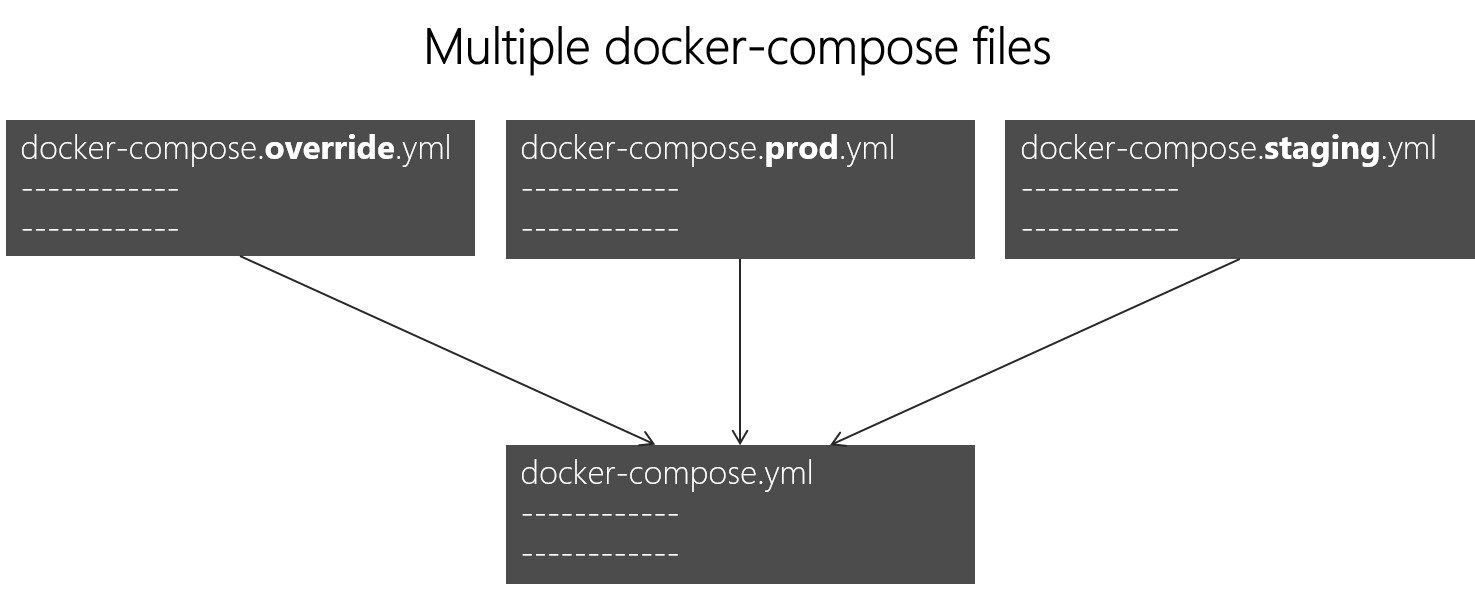 Multiple docker-compose files
docker-compose.override.yml
------------
------------
docker-compose.prod.yml
------------
------------
docker-compose.staging.yml
------------
------------
docker-compose.yml
------------
------------